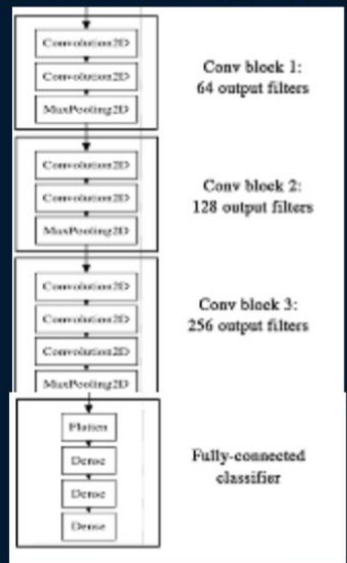 Convolution2D
Convolution2D
MaxPooling2D
Conv block 1:
64 output filters
Convolution2D
Convolution2D
MaxPooling2D
Conv block 2:
128 output filters
Convolution2D
Convolution2D
Convolution2D
MaxPooling2D
Conv block 3:
256 output filters
Flatten
Dense
Dense
Dense
Fully-connected
classifier